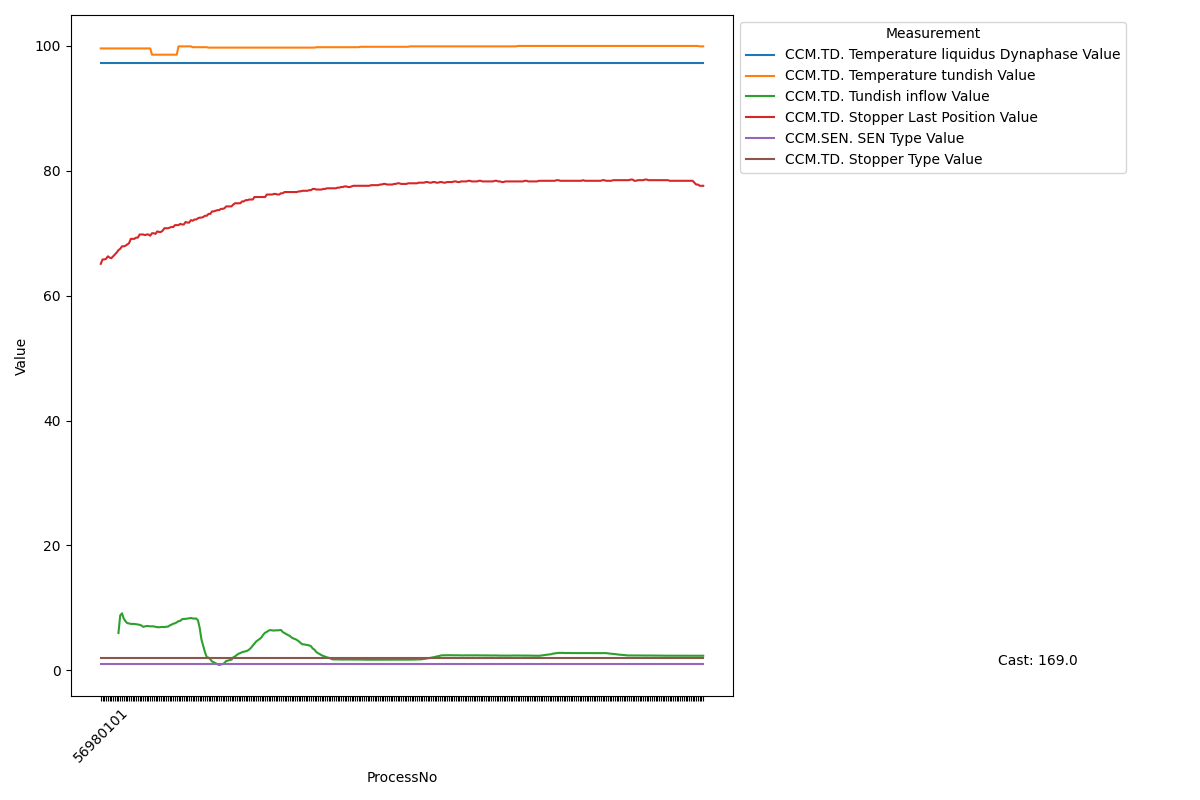 Measurement
CCM.TD. Temperature liquidus Dynaphase Value
CCM.TD. Temperature tundish Value
CCM.TD. Tundish inflow Value
CCM.TD. Stopper Last Position Value
CCM.SEN. SEN Type Value
CCM.TD. Stopper Type Value
100
80
60
40
20
0
Value
Cast: 169.0
56980101
ProcessNo